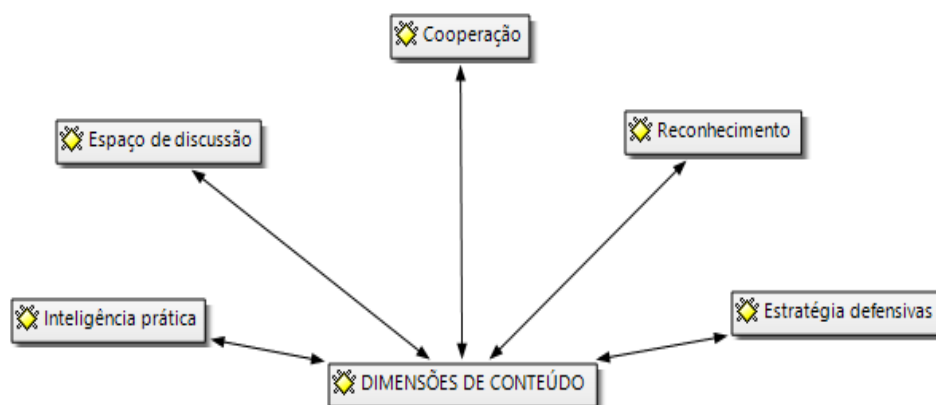 Cooperação
Reconhecimento
Espaço de discussão
Inteligência prática
Estratégia defensivas
DIMENSÕES DE CONTEÚDO